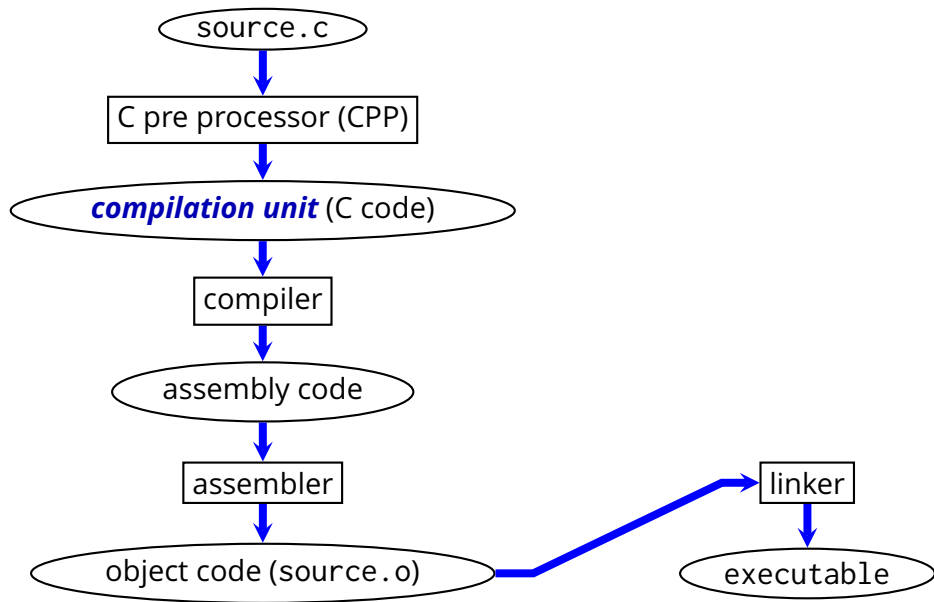 source.c
C pre processor (CPP)
compilation unit (C code)
compiler
assembly code
assembler
linker
object code (source.o)
executable